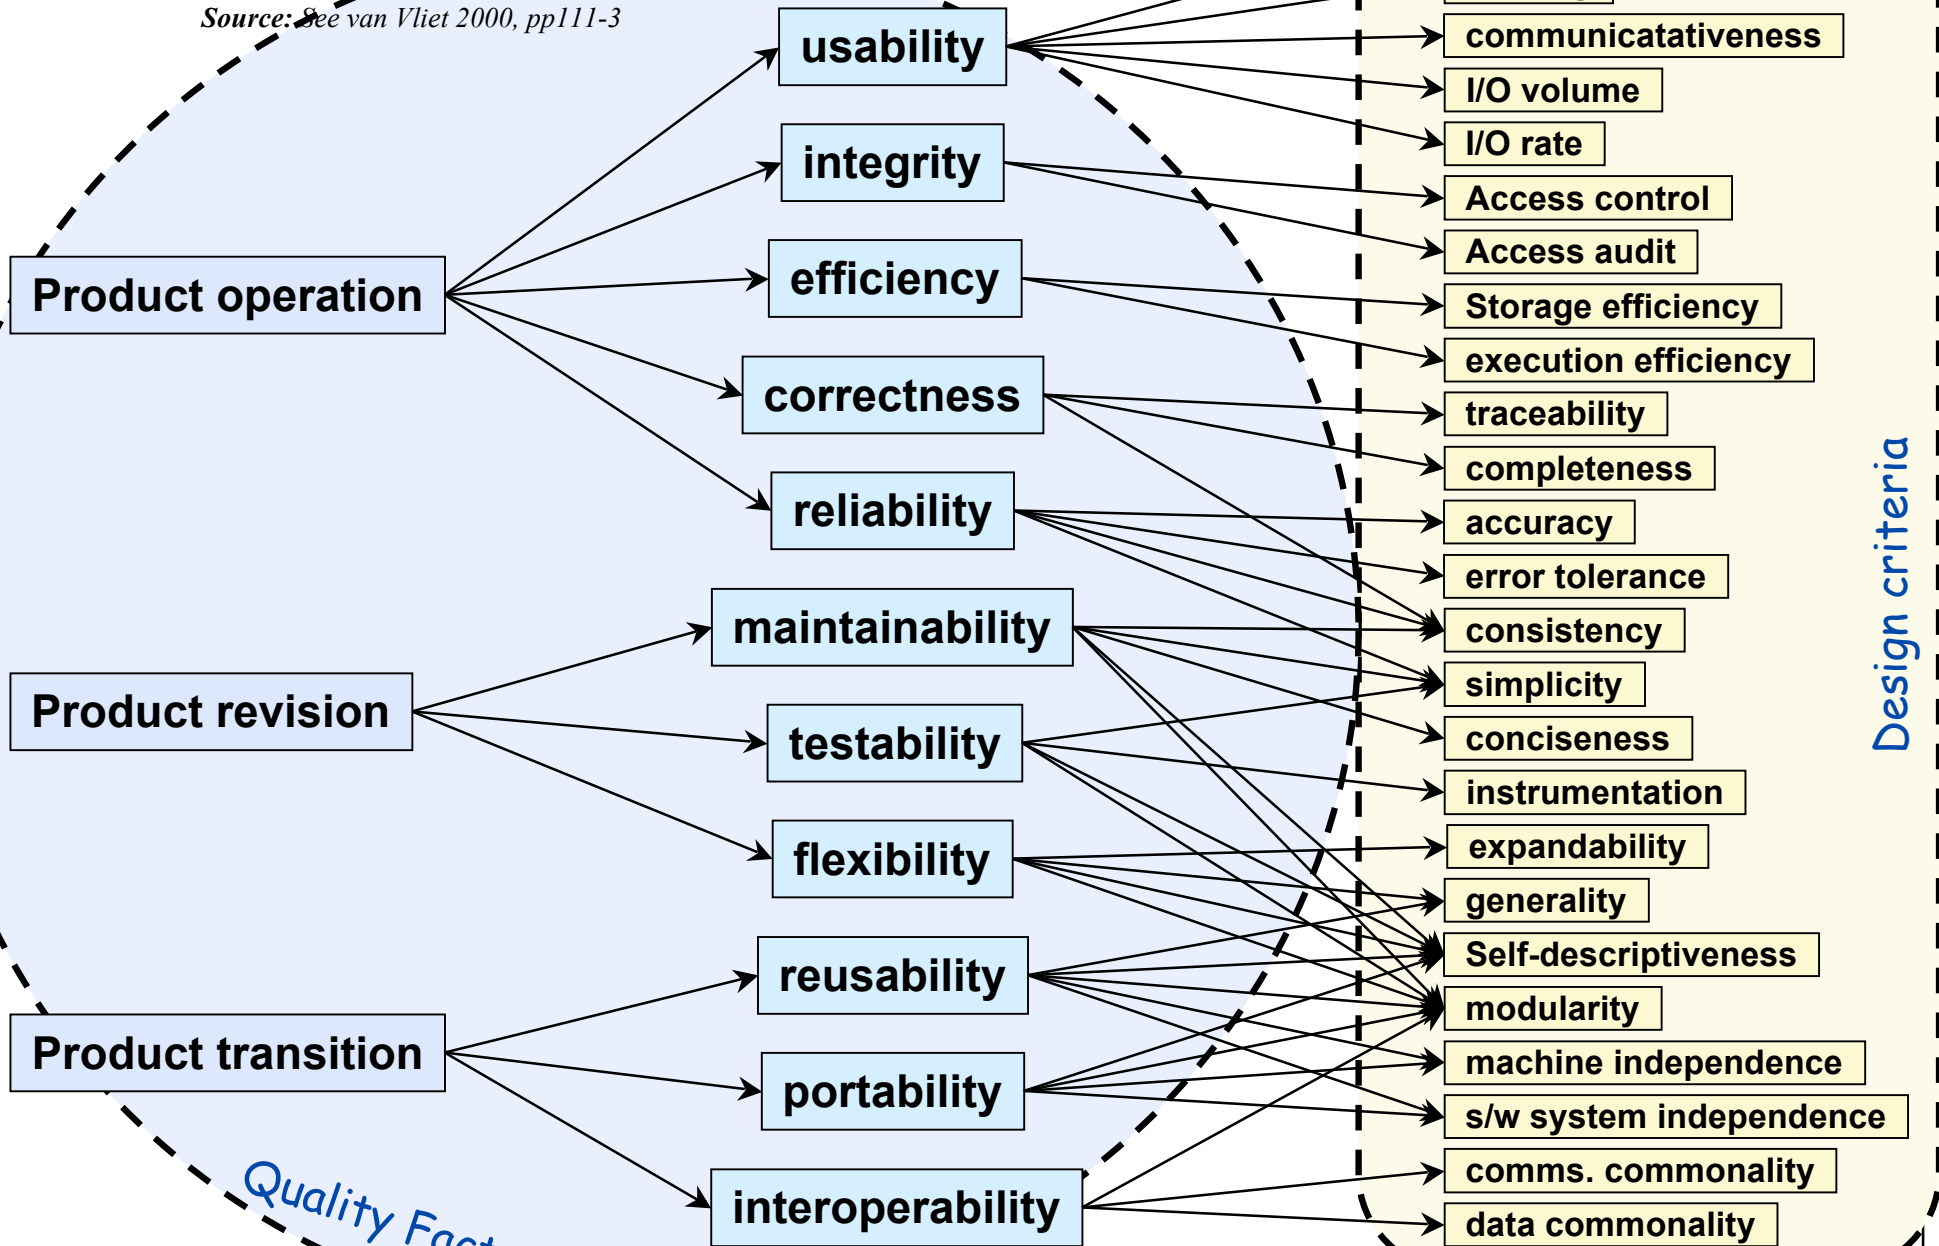 Source: See van Vliet 2000, pp111-3
usability
integrity
Product operation
efficiency
correctness
reliability
maintainability
Product revision
testability
flexibility
reusability
Product transition
portability
interoperability
Quality
communicatativeness
I/O volume
I/O rate
Access control
Access audit
Storage efficiency
execution efficiency
traceability
completeness
accuracy
error tolerance
consistency
simplicity
conciseness
instrumentation
expandability
generality
Self-descriptiveness
modularity
machine independence
s/w system independence
comms. commonality
data commonality
Design criteria